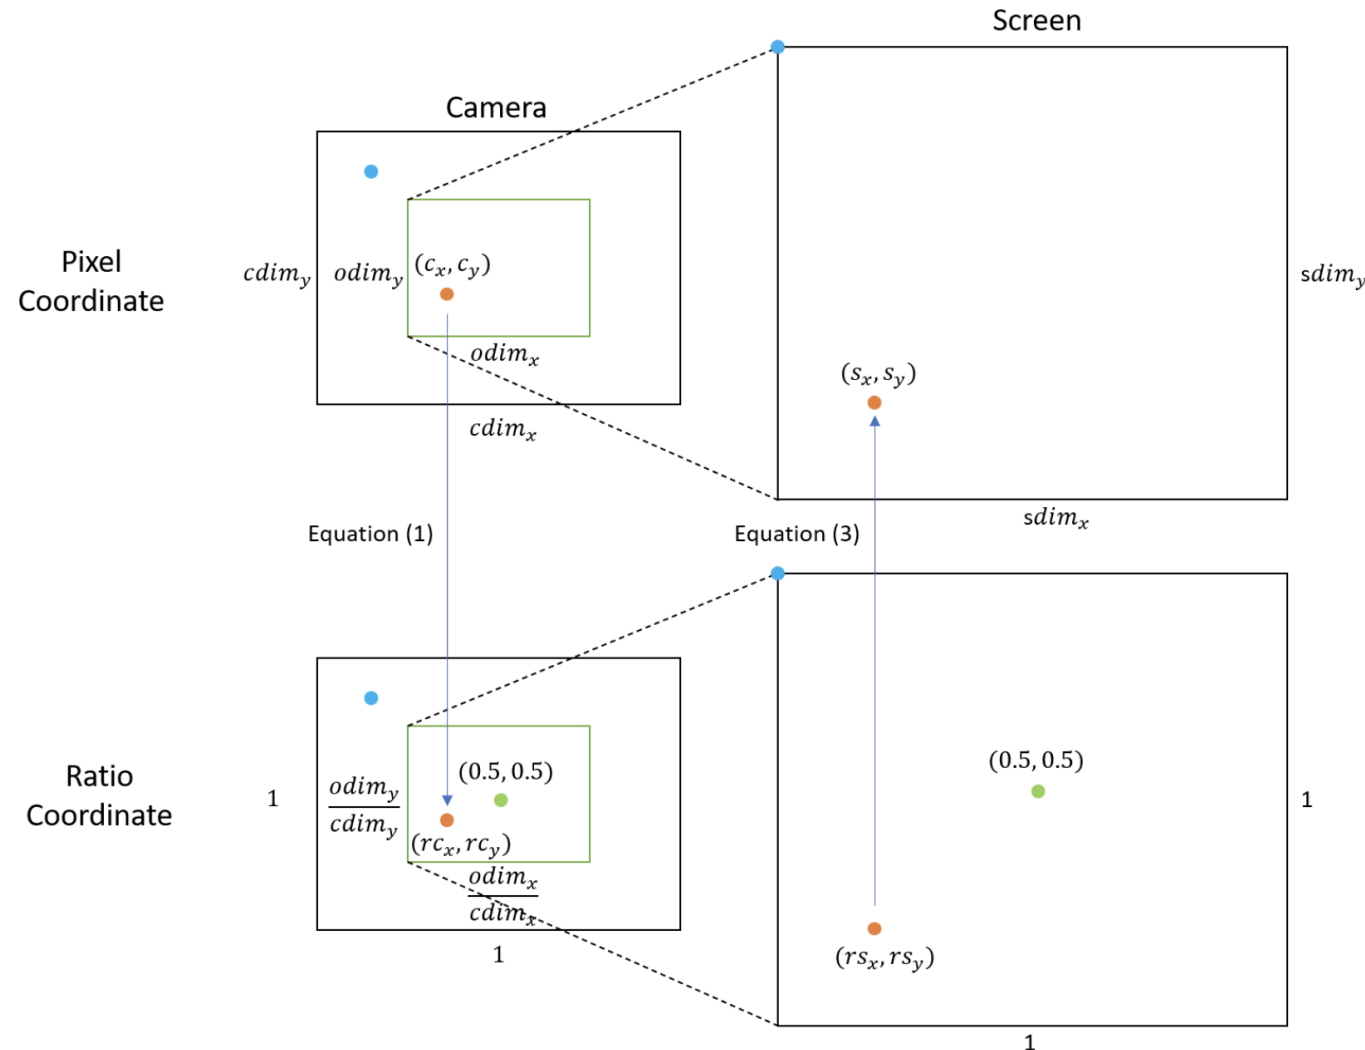 Screen
Camera
Pixel
Coordinate
$cdim_y$
$odim_y$
$(c_x, c_y)$
$odim_x$
$cdim_x$
$(s_x, s_y)$
$sdim_y$
$sdim_x$
Equation (1)
Equation (3)
Ratio
Coordinate
1
$\frac{odim_y}{cdim_y}$
(0.5, 0.5)
$(rc_x, rc_y)$
$\frac{odim_x}{cdim_x}$
1
(0.5, 0.5)
1
$(rs_x, rs_y)$
1